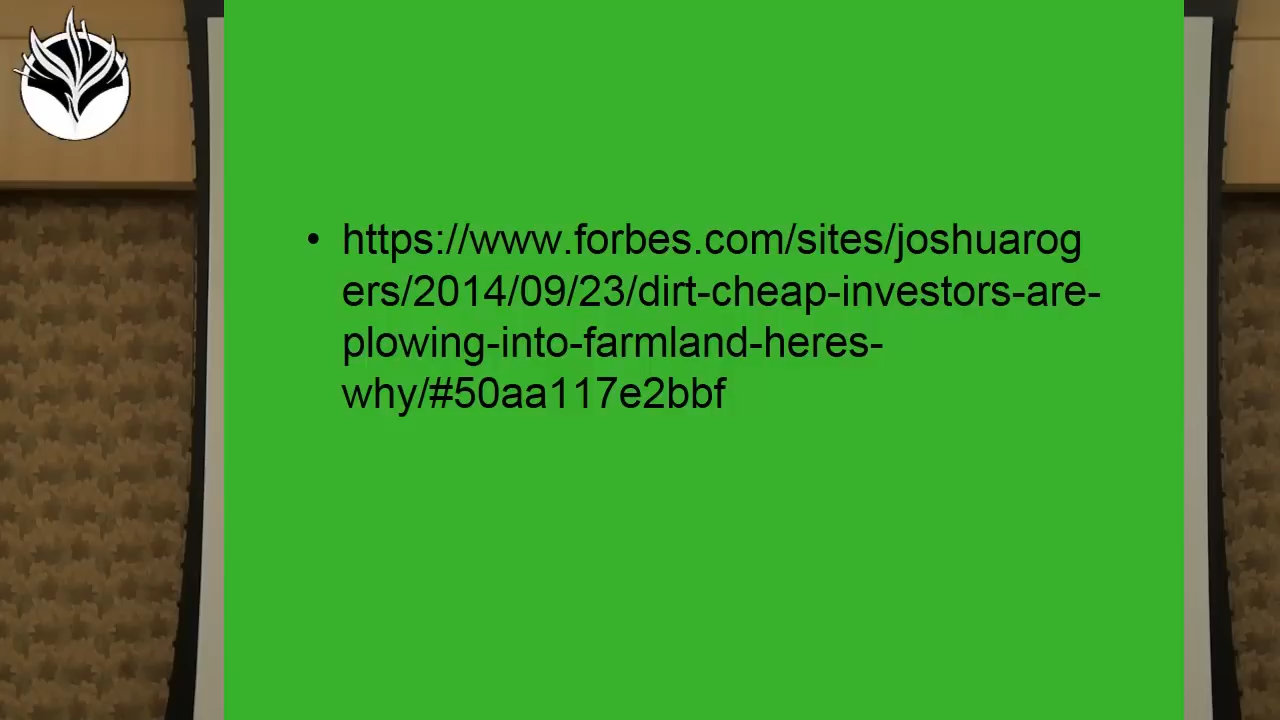 • https://www.forbes.com/sites/joshuarog
ers/2014/09/23/dirt-cheap-investors-are-
plowing-into-farmland-heres-
why/#50aa117e2bbf